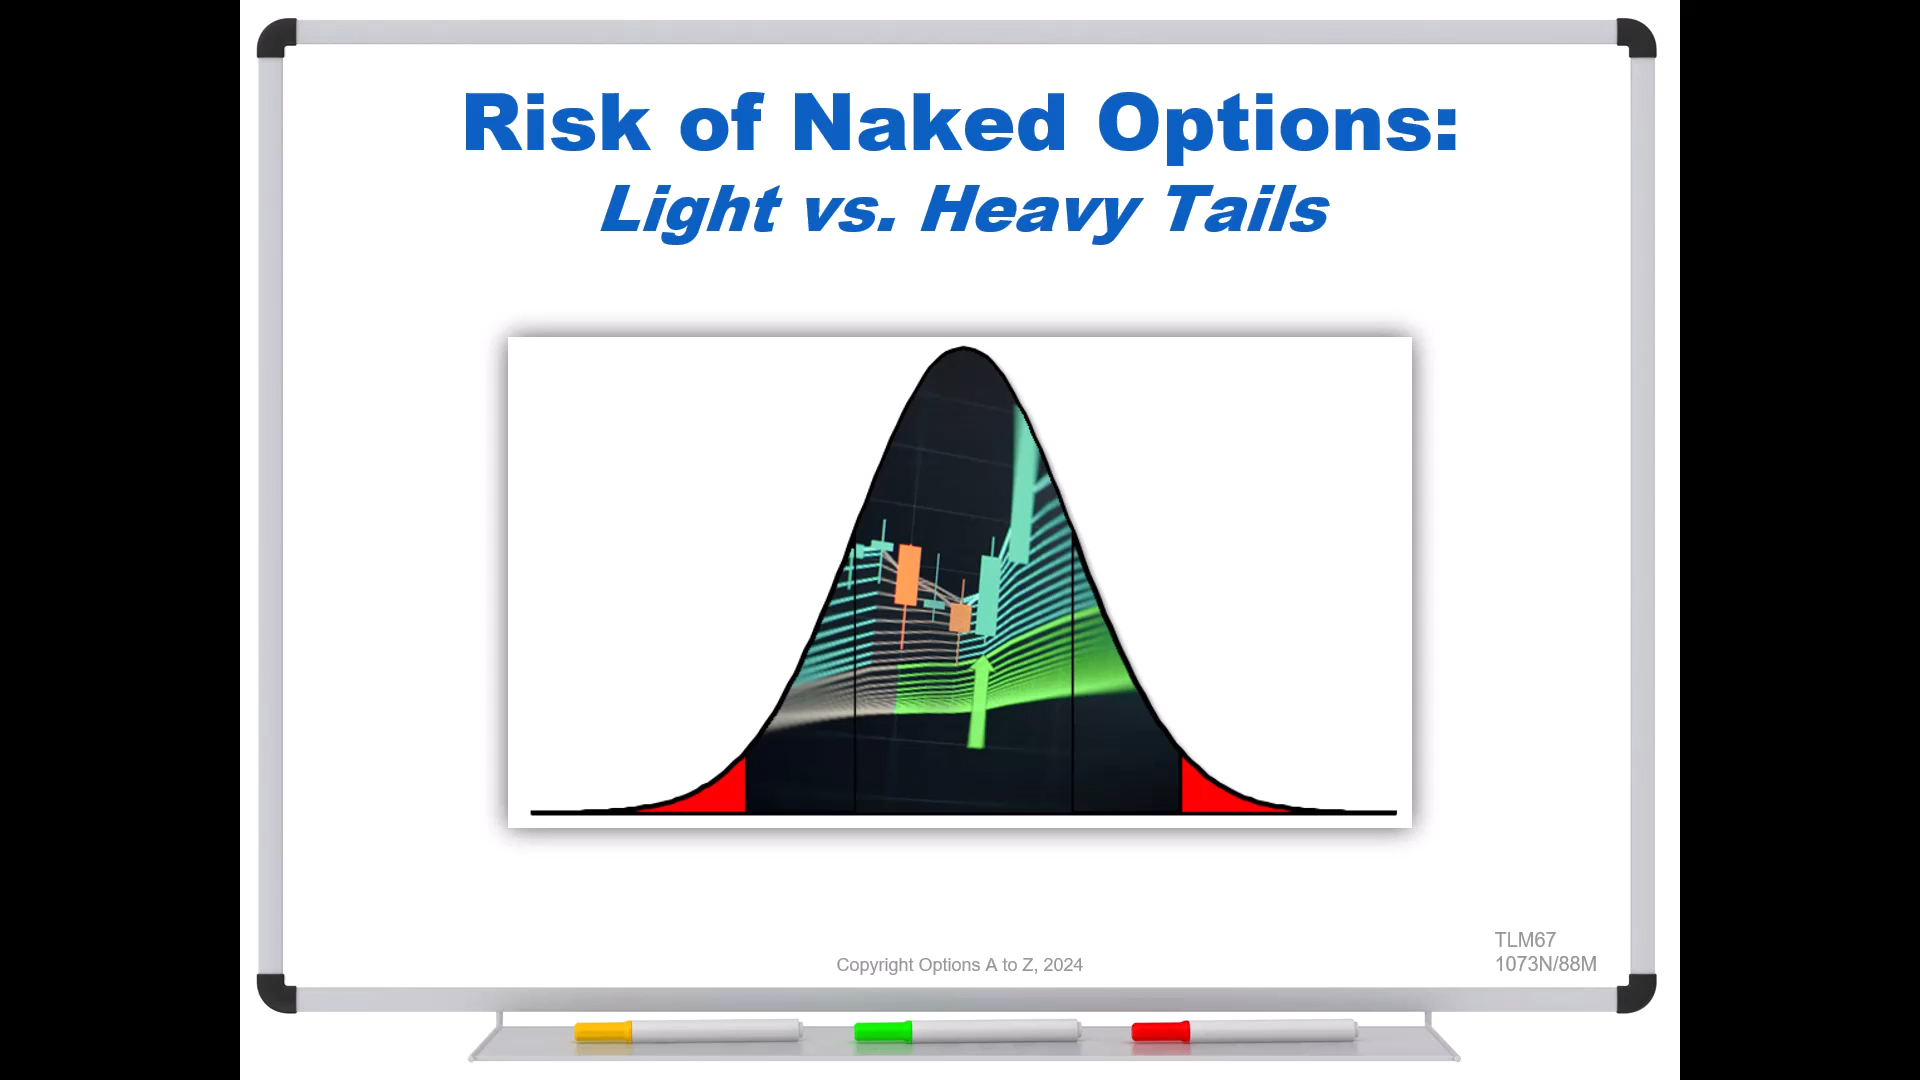 Risk of Naked Options:
Light vs. Heavy Tails
TLM67
Copyright Options A to Z, 2024
1073N/88M